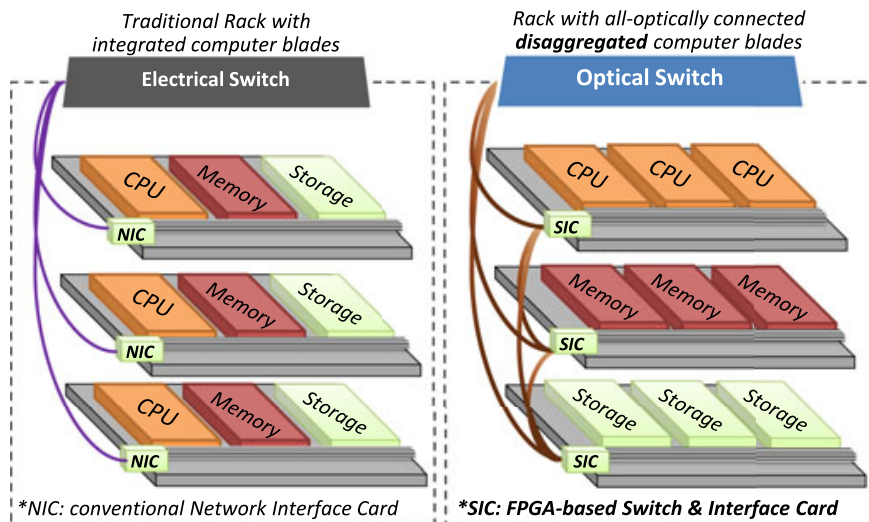 Traditional Rack with
integrated computer blades
Electrical Switch
CPU
Memory
Storage
NIC
CPU
Memory
Storage
NIC
CPU
Memory
Storage
NIC
*NIC: conventional Network Interface Card
Rack with all-optically connected
disaggregated computer blades
Optical Switch
CPU
CPU
CPU
SIC
Memory
Memory
Memory
SIC
Storage
Storage
Storage
SIC
*SIC: FPGA-based Switch & Interface Card